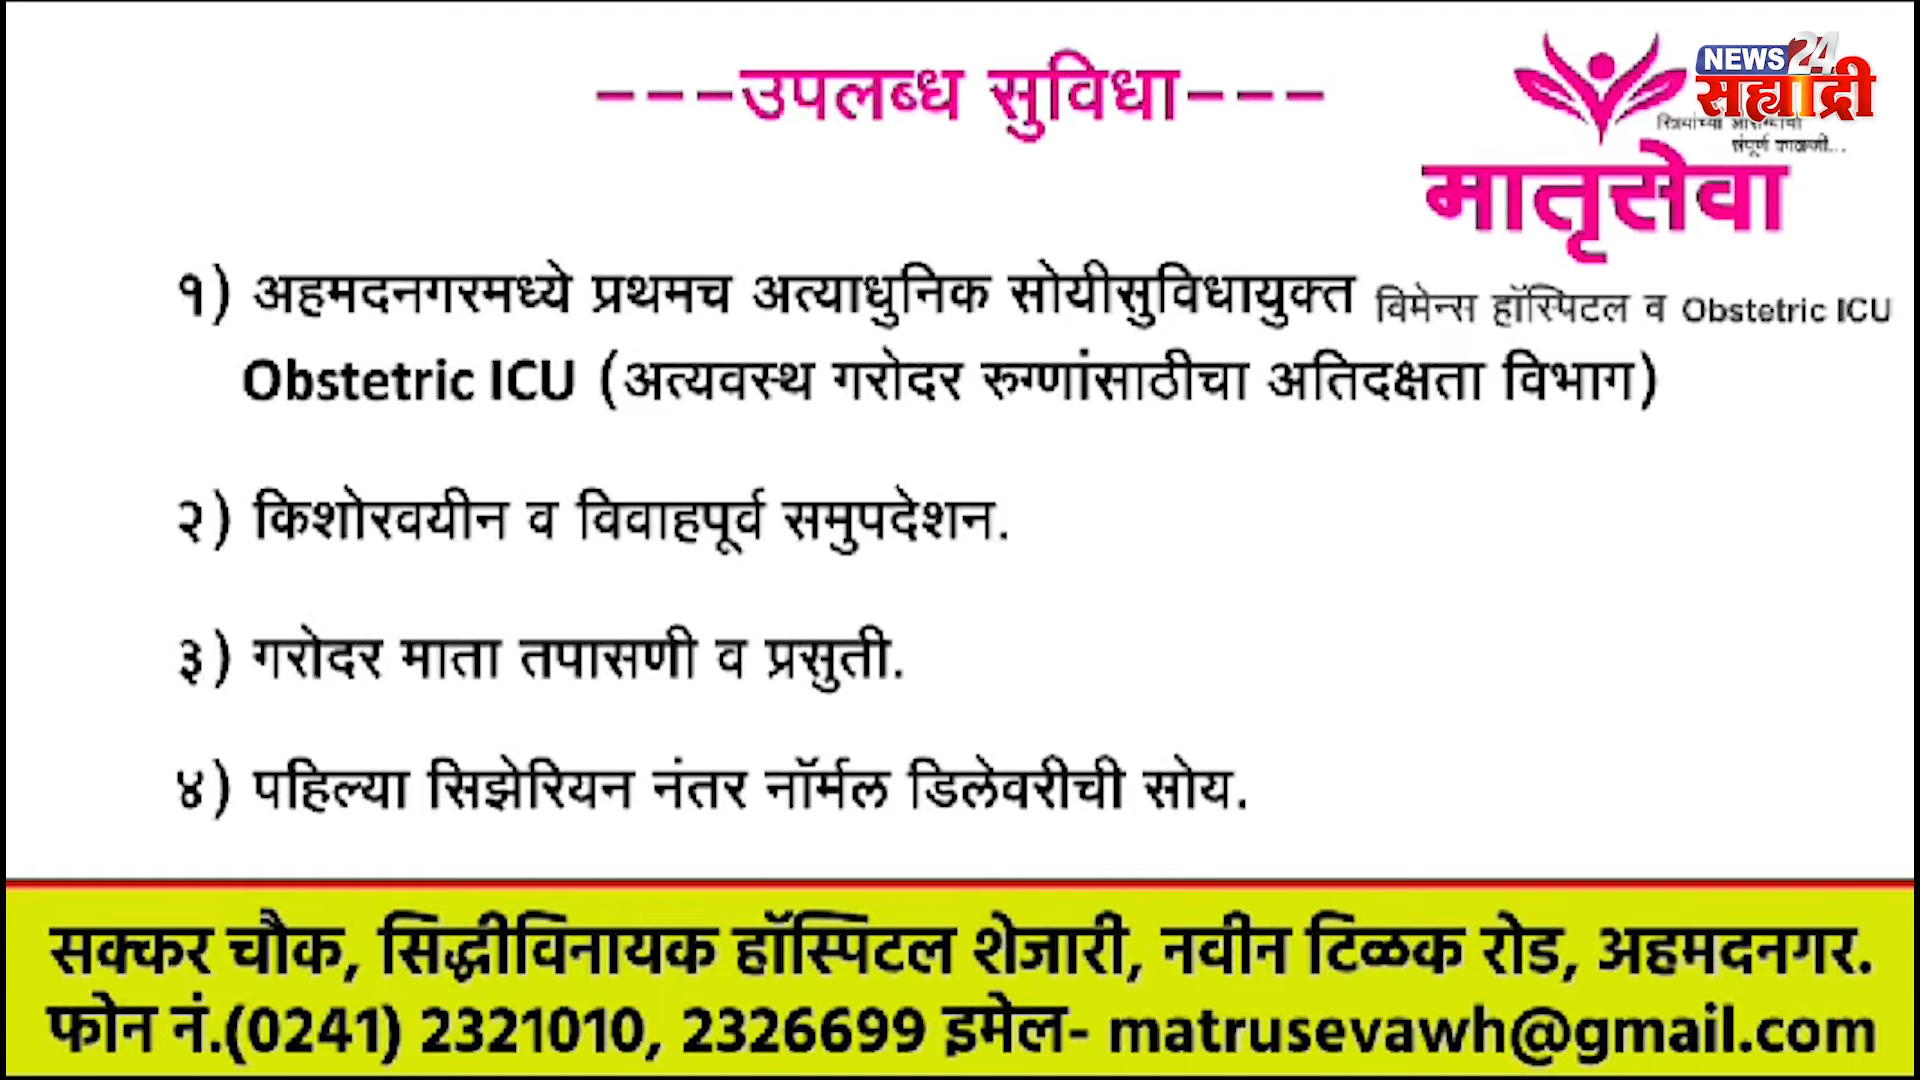 ---उपलब्ध सुविधा---
NEWS 24
सह्याद्री
संपूर्ण काळजी...
मातृसेवा
विमेन्स हॉस्पिटल व Obstetric ICU
१) अहमदनगरमध्ये प्रथमच अत्याधुनिक सोयीसुविधायुक्त
Obstetric ICU (अत्यवस्थ गरोदर रुग्णांसाठीचा अतिदक्षता विभाग)
२) किशोरवयीन व विवाहपूर्व समुपदेशन.
३) गरोदर माता तपासणी व प्रसुती.
४) पहिल्या सिझेरियन नंतर नॉर्मल डिलेवरीची सोय.
सक्कर चौक, सिद्धीविनायक हॉस्पिटल शेजारी, नवीन टिळक रोड, अहमदनगर.
फोन नं.(0241) 2321010, 2326699 इमेल- matrusevawh@gmail.com